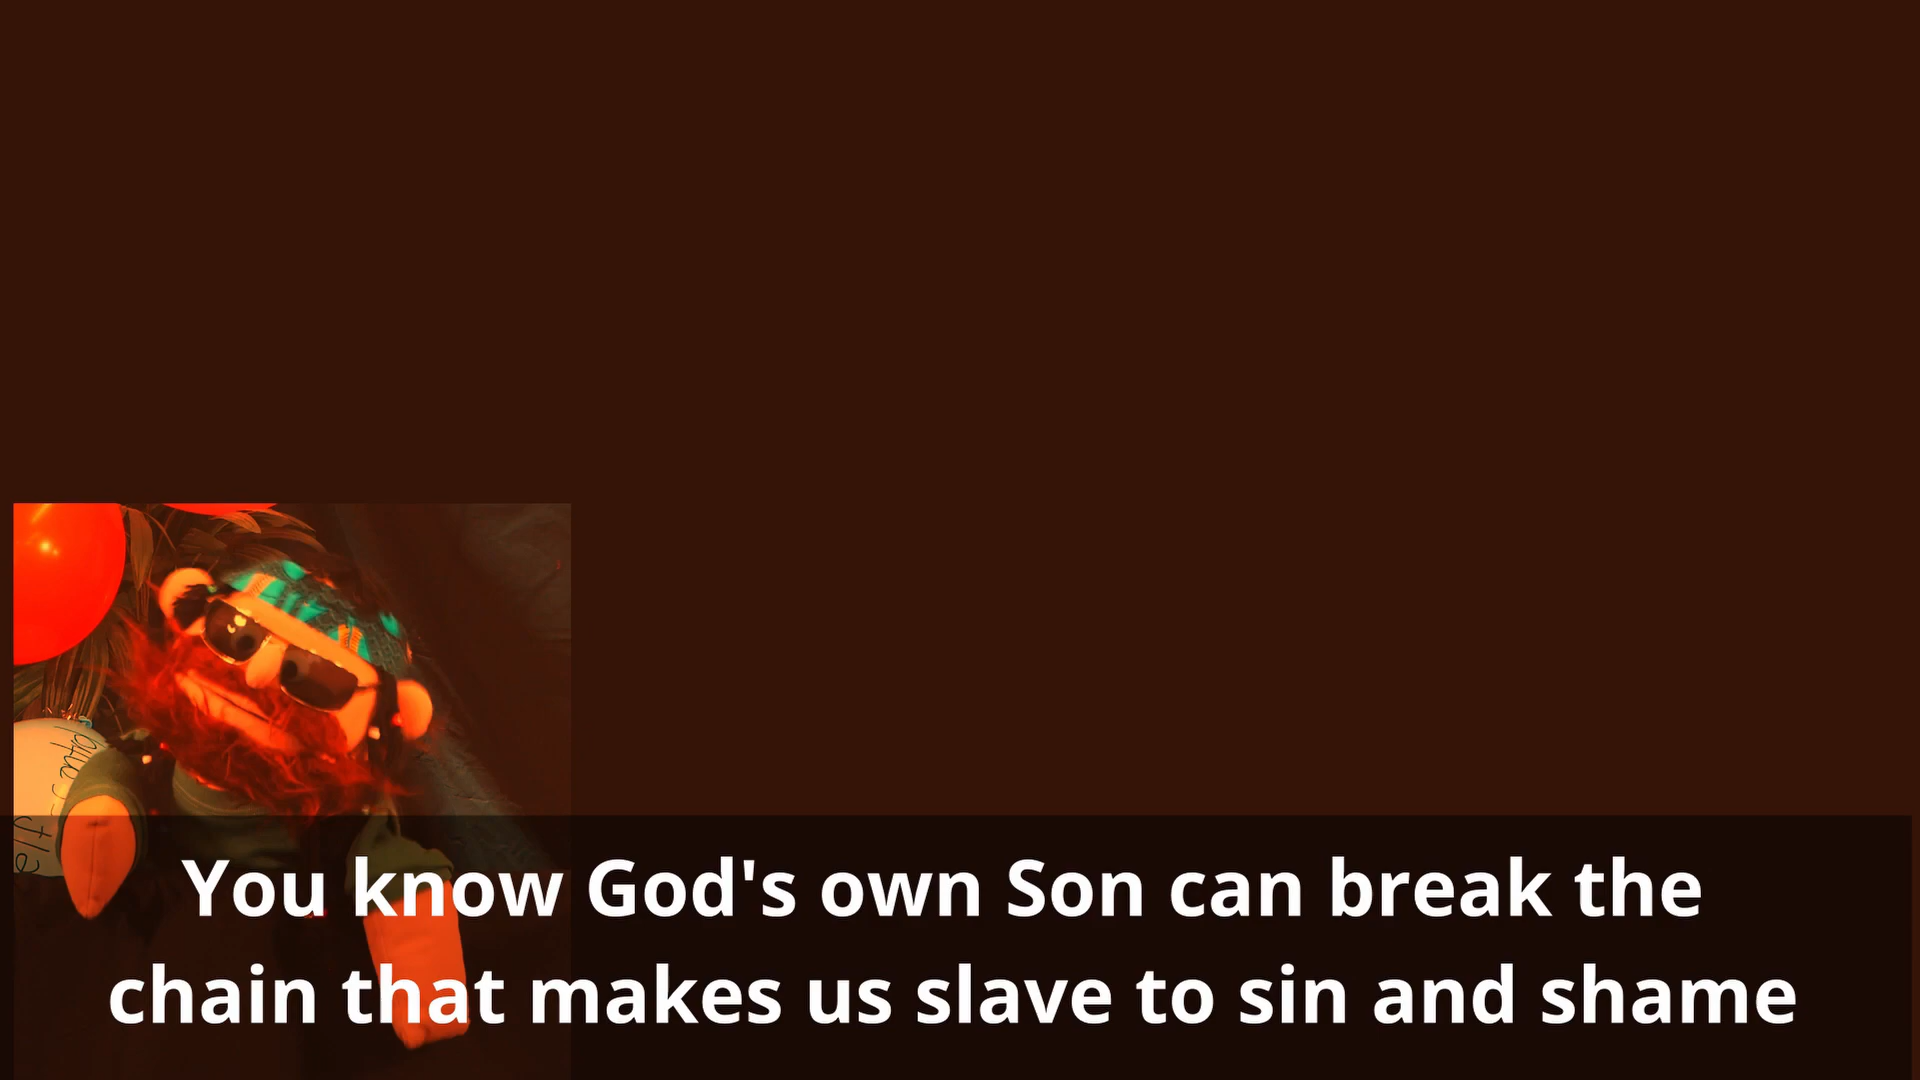 You know God's own Son can break the
chain that makes us slave to sin and shame